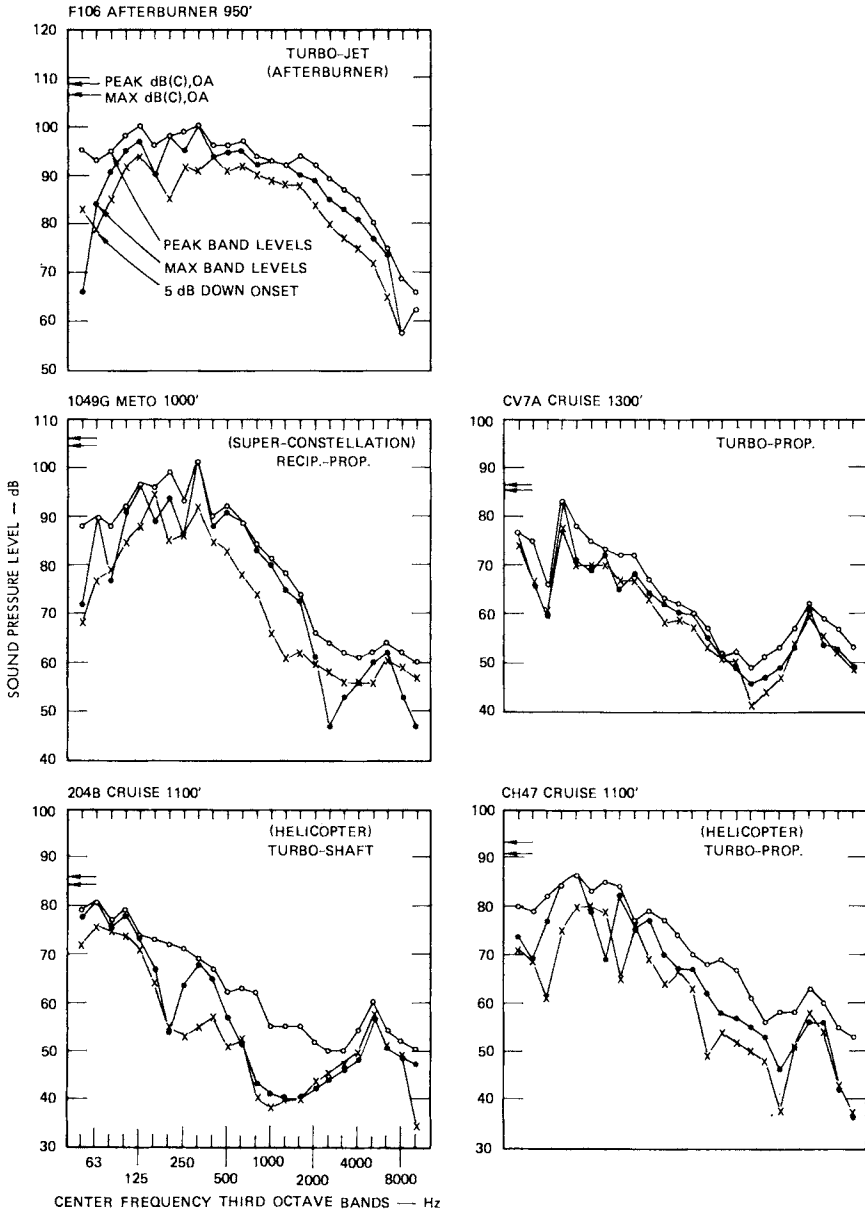 F106 AFTERBURNER 950'
120
110
100
90
80
70
60
50
TURBO-JET
(AFTERBURNER)
PEAK dB(C),OA
MAX dB(C),OA
PEAK BAND LEVELS
MAX BAND LEVELS
5 dB DOWN ONSET
1049G METO 1000'
110
100
90
80
70
60
50
40
(SUPER-CONSTELLATION)
RECIP.-PROP.
CV7A CRUISE 1300'
100
90
80
70
60
50
40
TURBO-PROP.
SOUND PRESSURE LEVEL — dB
204B CRUISE 1100'
100
90
80
70
60
50
40
30
(HELICOPTER)
TURBO-SHAFT
CH47 CRUISE 1100'
100
90
80
70
60
50
40
30
(HELICOPTER)
TURBO-PROP.
63 250 1000 4000
125 500 2000 8000
CENTER FREQUENCY THIRD OCTAVE BANDS — Hz